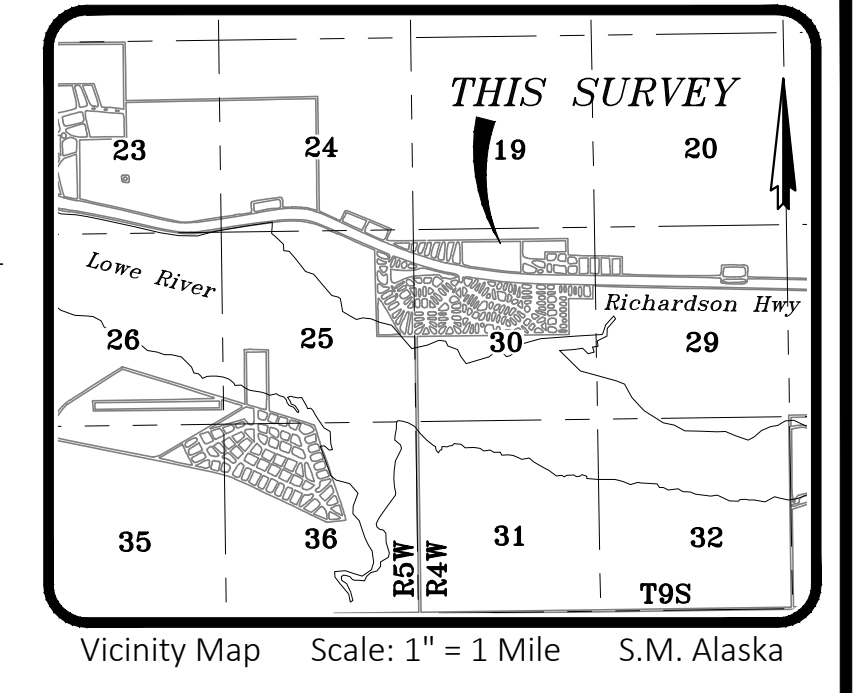 THIS SURVEY
23 24 19 20
Lowe River
Richardson Hwy
26 25 30 29
35 36 31 32
R5W
R4W
T9S
Vicinity Map Scale: 1" = 1 Mile S.M. Alaska